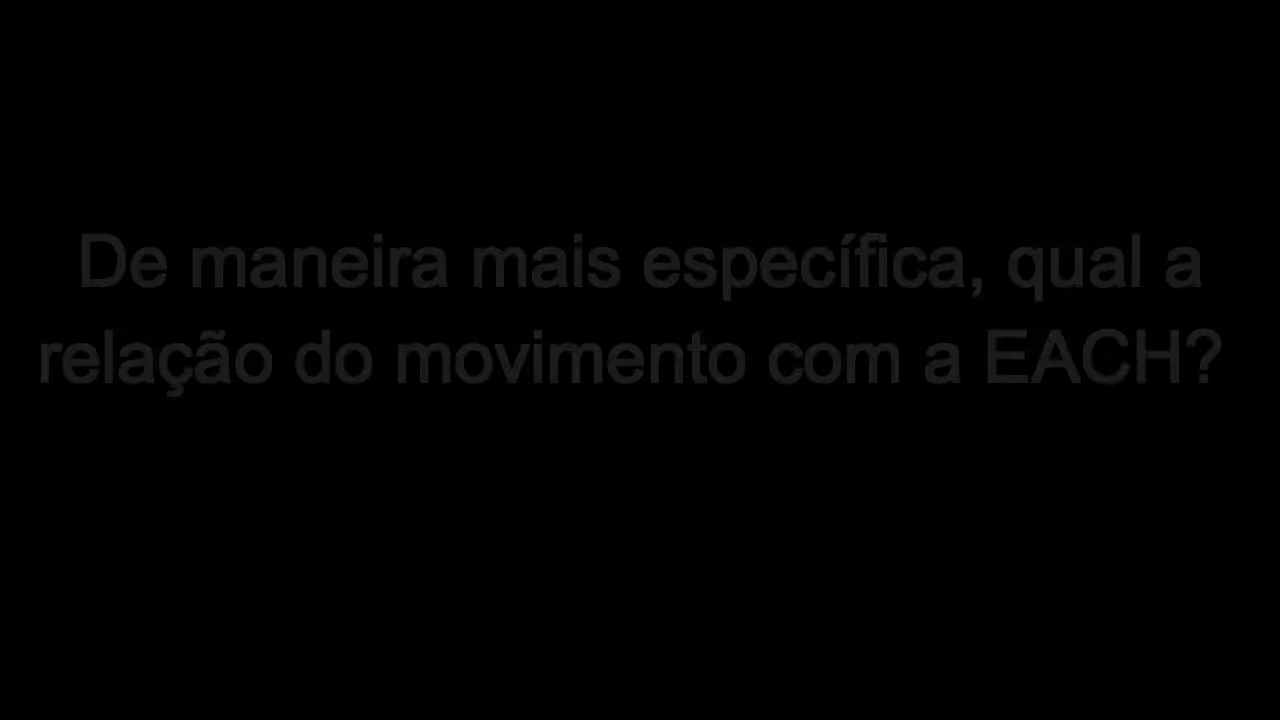 De maneira mais específica, qual a
relação do movimento com a EACH?